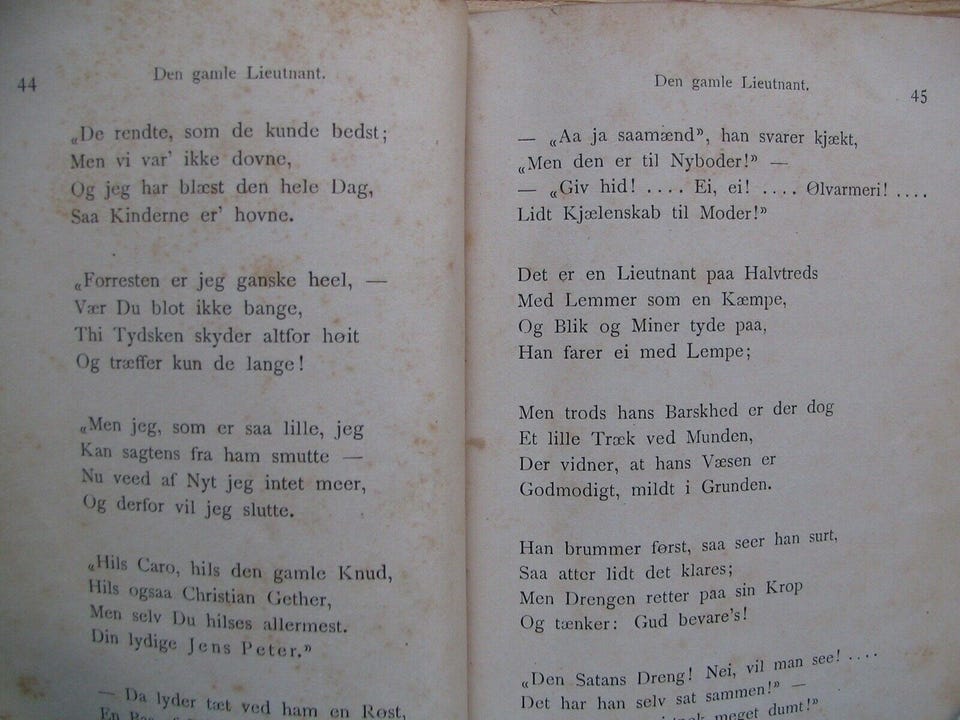 44
Den gamle Lieutnant.
„De rendte, som de kunde bedst;
Men vi var' ikke dovne,
Og jeg har blæst den hele Dag,
Saa Kinderne er' hovne.
„Forresten er jeg ganske heel, —
Vær Du blot ikke bange,
Thi Tydsken skyder altfor høit
Og træffer kun de lange!
„Men jeg, som er saa lille, jeg
Kan sagtens fra ham smutte —
Nu veed af Nyt jeg intet meer,
Og derfor vil jeg slutte.
„Hils Caro, hils den gamle Knud,
Hils ogsaa Christian Gether,
Men selv Du hilses allermest.
Din lydige Jens Peter.”
— Da lyder tæt ved ham en Røst,
En
Den gamle Lieutnant.
45
— „Aa ja saamænd”, han svarer kjækt,
„Men den er til Nyboder!” —
— „Giv hid! .... Ei, ei! .... Ølvarmeri! ....
Lidt Kjælenskab til Moder!”
Det er en Lieutnant paa Halvtreds
Med Lemmer som en Kæmpe,
Og Blik og Miner tyde paa,
Han farer ei med Lempe;
Men trods hans Barskhed er der dog
Et lille Træk ved Munden,
Der vidner, at hans Væsen er
Godmodigt, mildt i Grunden.
Han brummer først, saa seer han surt,
Saa atter lidt det klares;
Men Drengen retter paa sin Krop
Og tænker: Gud bevare's!
„Den Satans Dreng! Nei, vil man see! ....
Det har han selv sat sammen!” —
meget dumt!”